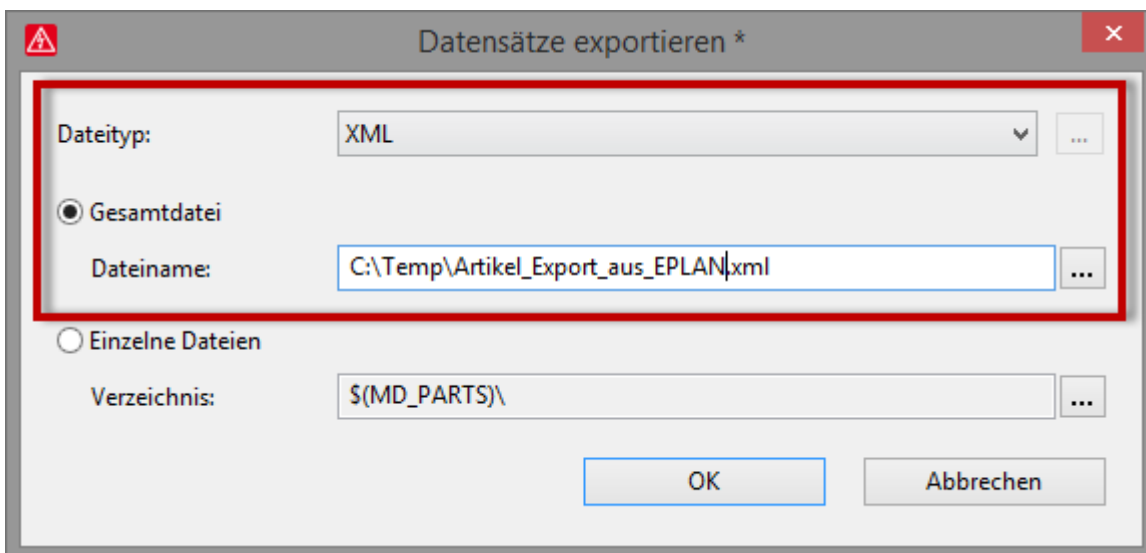 Datensätze exportieren *
Dateityp: XML ...
Gesamtdatei
Dateiname: C:\Temp\Artikel_Export_aus_EPLAN.xml ...
Einzelne Dateien
Verzeichnis: $(MD_PARTS)\ ...
OK Abbrechen